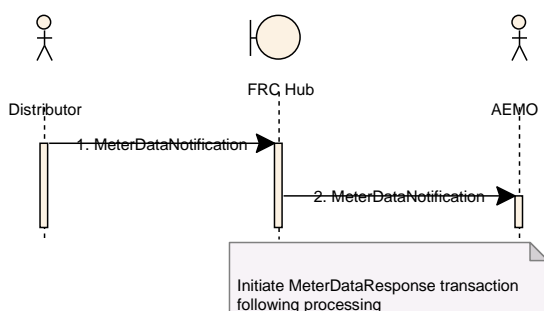 FRC Hub
Distributor
AEMO
1. MeterDataNotification
2. MeterDataNotification
Initiate MeterDataResponse transaction
following processing